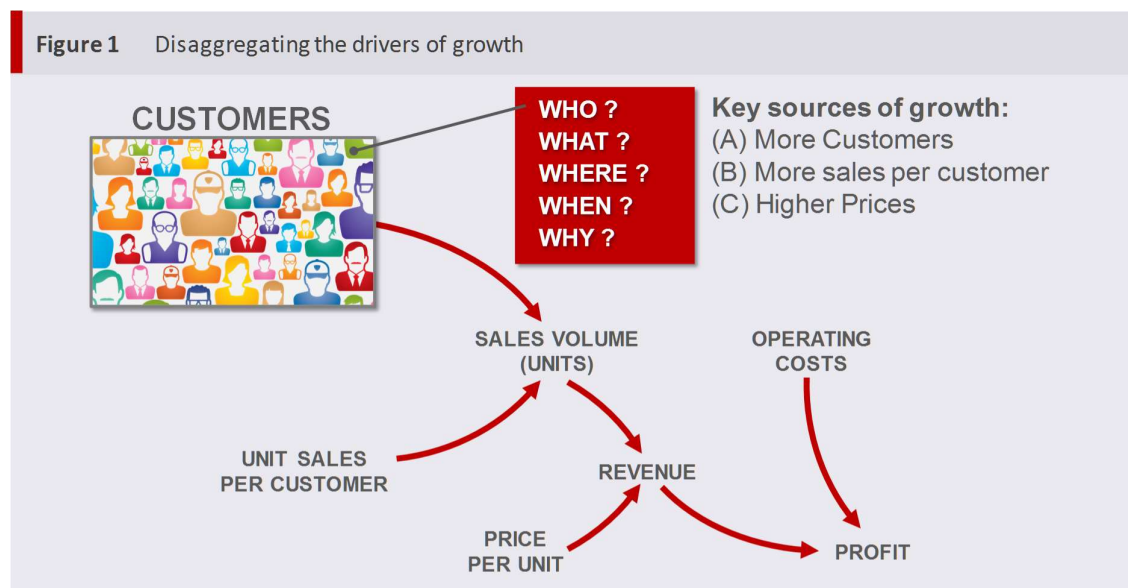 Figure 1 Disaggregating the drivers of growth
CUSTOMERS
WHO ?
WHAT ?
WHERE ?
WHEN ?
WHY ?
Key sources of growth:
(A) More Customers
(B) More sales per customer
(C) Higher Prices
SALES VOLUME
(UNITS)
OPERATING
COSTS
UNIT SALES
PER CUSTOMER
REVENUE
PRICE
PER UNIT
PROFIT